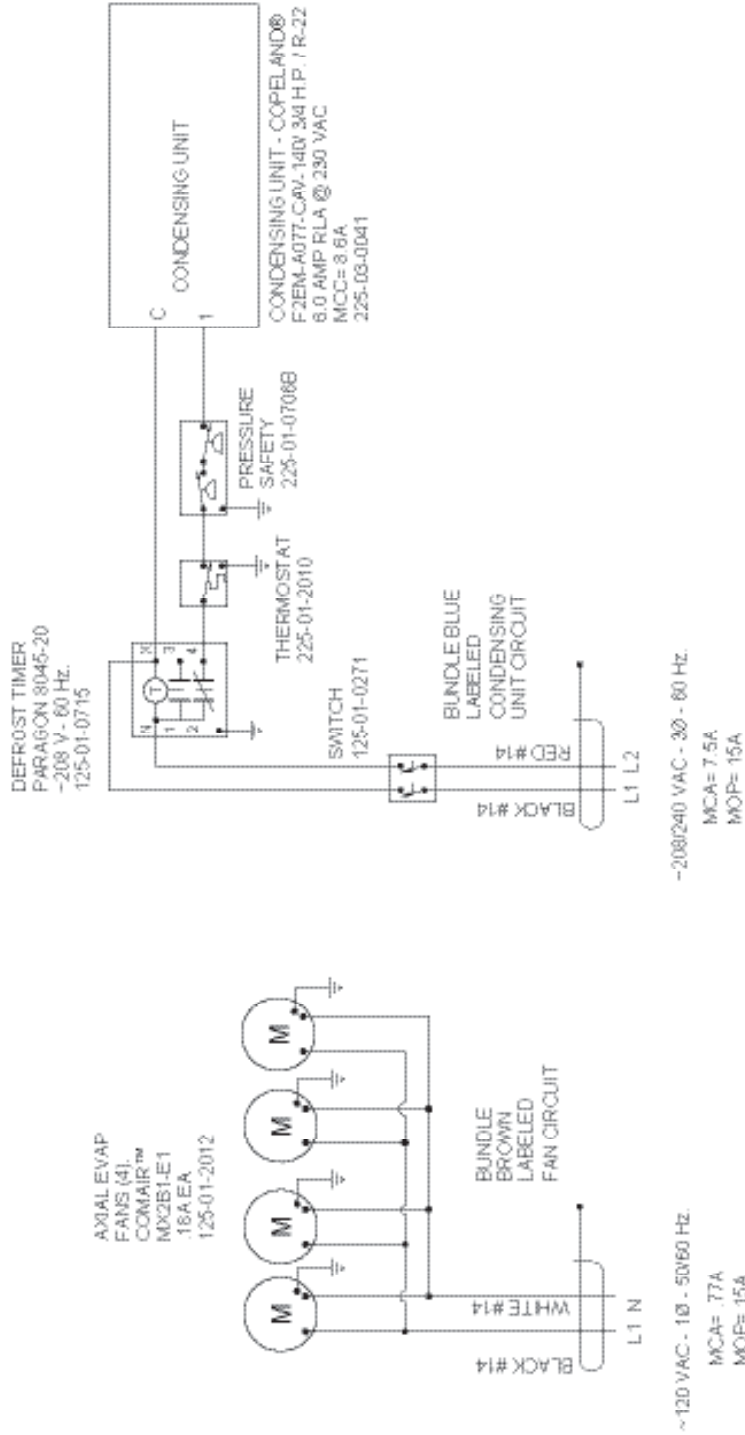 DEFROST TIMER
PARAGON 8045-20
~208 V - 60 Hz.
125-01-0715
N
1
2
X
3
4
T
CONDENSING UNIT
C
1
CONDENSING UNIT - COPELAND®
F2EM-A077-CAV-140/ 3/4 H.P. / R-22
6.0 AMP RLA @ 230 VAC
MCC= 8.6A
225-03-0041
PRESSURE
SAFETY
225-01-0706B
THERMOSTAT
225-01-2010
SWITCH
125-01-0271
BUNDLE BLUE
LABELED
CONDENSING
UNIT CIRCUIT
RED #14
BLACK #14
L1 L2
~208/240 VAC - 3Ø - 60 Hz.
MCA= 7.5A
MOP= 15A
AXIAL EVAP
FANS (4).
COMAIR™
MX2B1-E1
.18A EA
125-01-2012
M
M
M
M
BUNDLE
BROWN
LABELED
FAN CIRCUIT
WHITE #14
BLACK #14
L1 N
~120 VAC - 1Ø - 50/60 Hz.
MCA= .77A
MOP= 15A